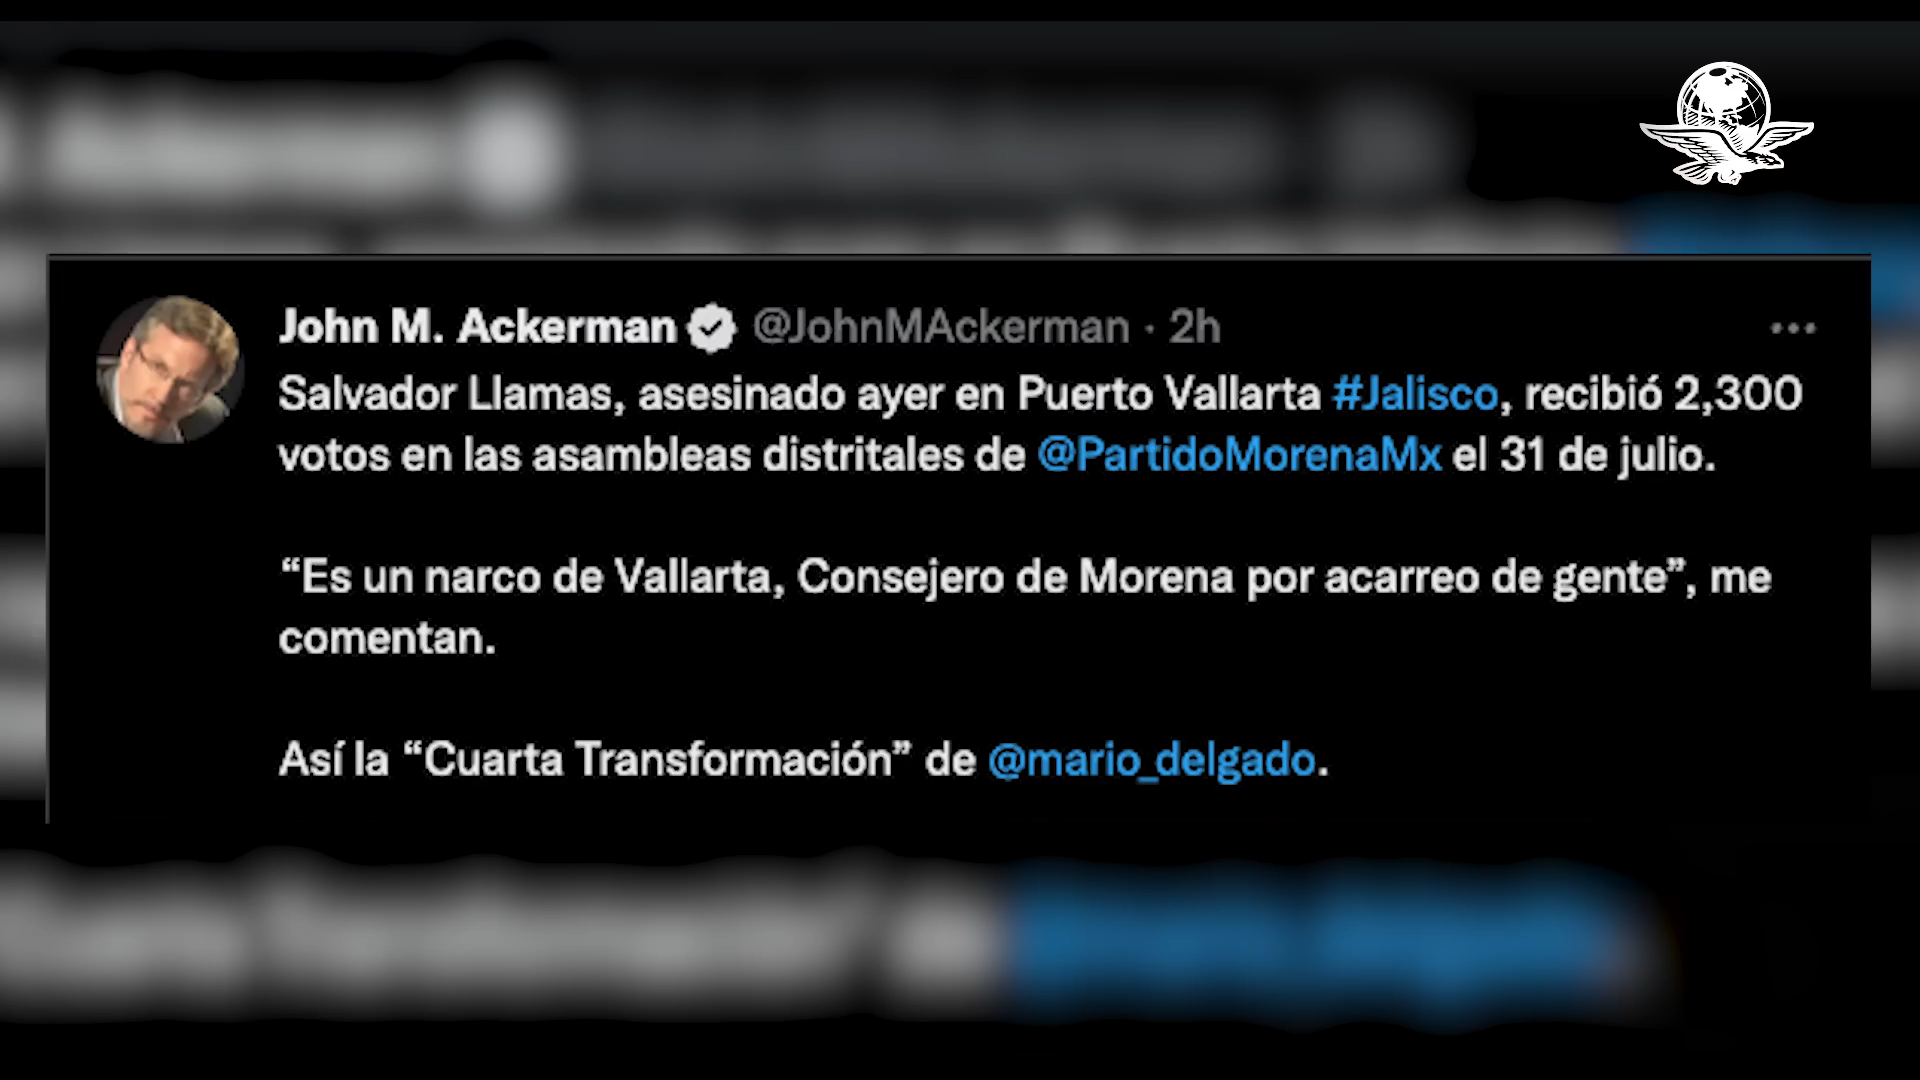 John M. Ackerman @JohnMAckerman · 2h
Salvador Llamas, asesinado ayer en Puerto Vallarta #Jalisco, recibió 2,300
votos en las asambleas distritales de @PartidoMorenaMx el 31 de julio.
“Es un narco de Vallarta, Consejero de Morena por acarreo de gente”, me
comentan.
Así la “Cuarta Transformación” de @mario_delgado.